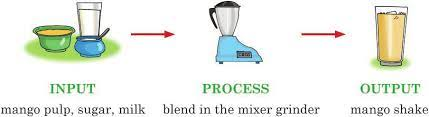 INPUT PROCESS OUTPUT
mango pulp, sugar, milk blend in the mixer grinder mango shake